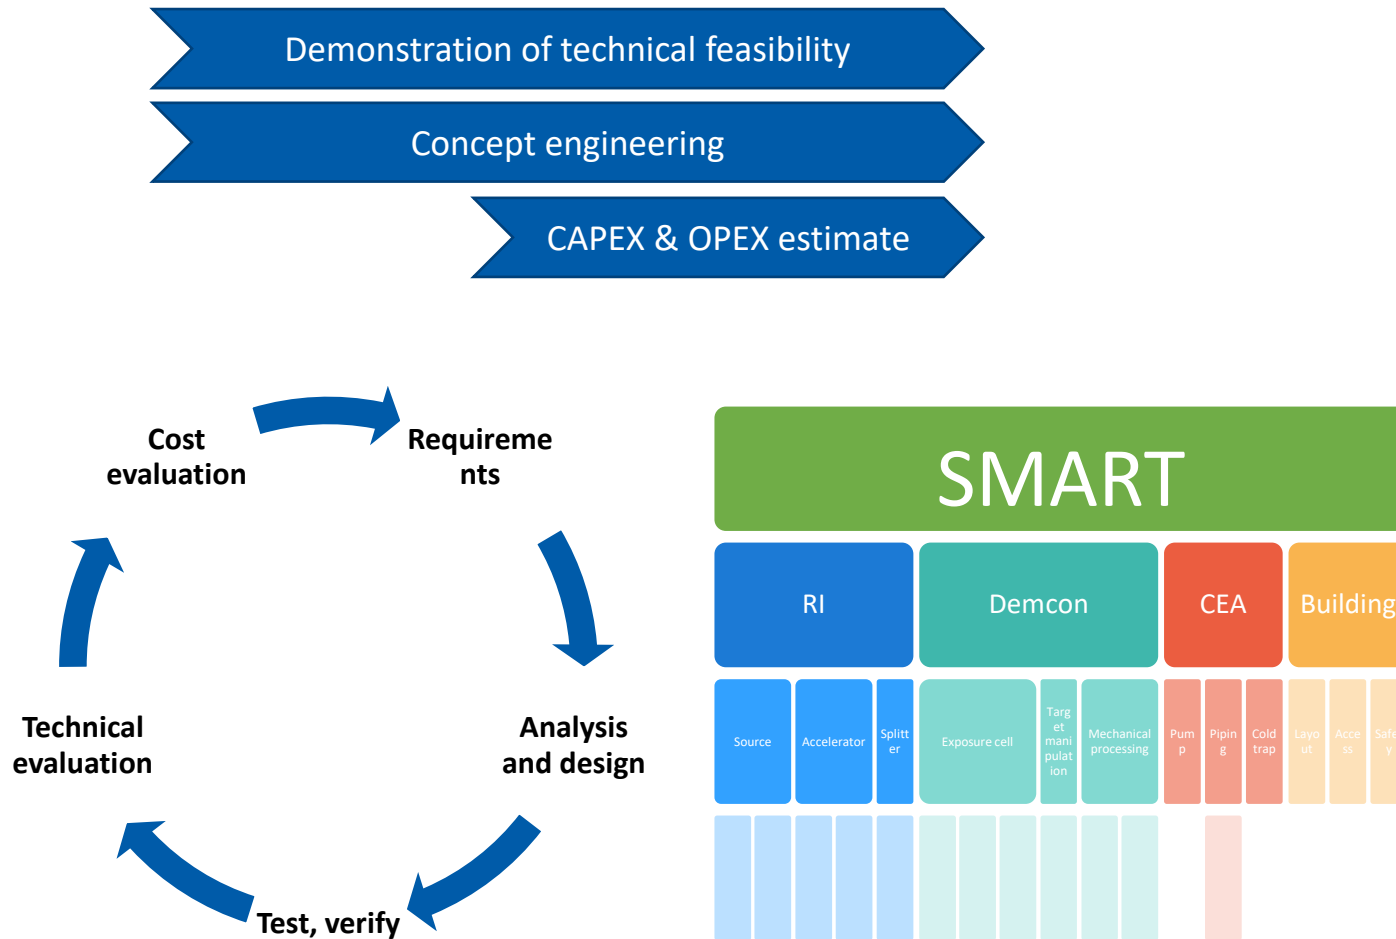 Demonstration of technical feasibility
Concept engineering
CAPEX & OPEX estimate
Cost
evaluation
Requireme
nts
Analysis
and design
Test, verify
Technical
evaluation
SMART
RI
Demcon
CEA
Building
Source
Accelerator
Splitt
er
Exposure cell
Targ
et
mani
pulat
ion
Mechanical
processing
Pum
p
Pipin
g
Cold
trap
Layo
ut
Acce
ss
Safe
y